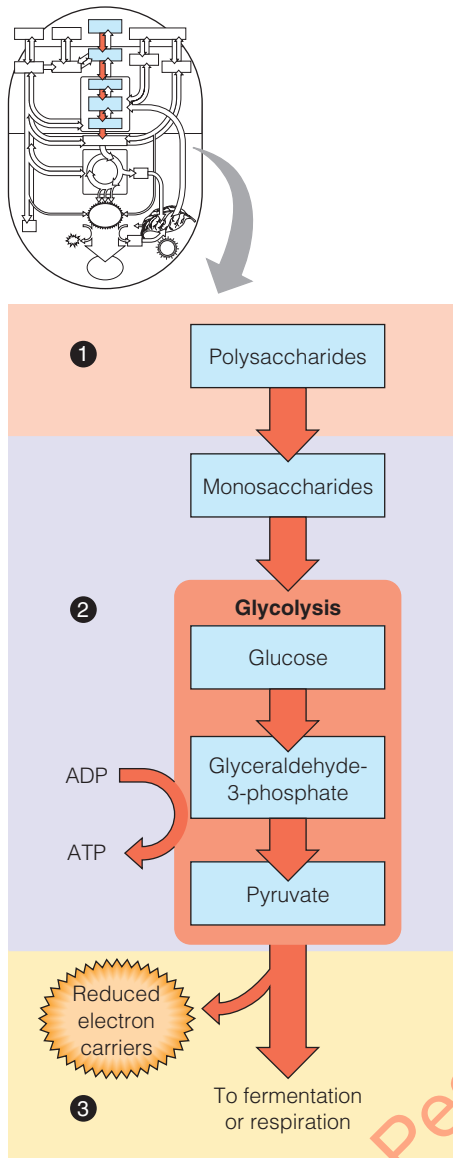 1
Polysaccharides
Monosaccharides
2
Glycolysis
Glucose
Glyceraldehyde-
3-phosphate
ADP
ATP
Pyruvate
Reduced
electron
carriers
3
To fermentation
or respiration